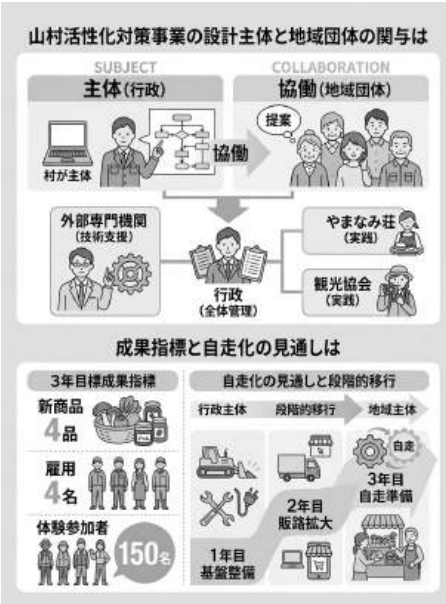 山村活性化対策事業の設計主体と地域団体の関与は
SUBJECT
主体(行政)
村が主体
協働
COLLABORATION
協働(地域団体)
提案
外部専門機関
(技術支援)
行政
(全体管理)
やまなみ荘
(実践)
観光協会
(実践)
成果指標と自走化の見通しは
3年目標成果指標
新商品
4品
雇用
4名
体験参加者
150名
自走化の見通しと段階的移行
行政主体
段階的移行
地域主体
1年目
基盤整備
2年目
販路拡大
自走
3年目
自走準備